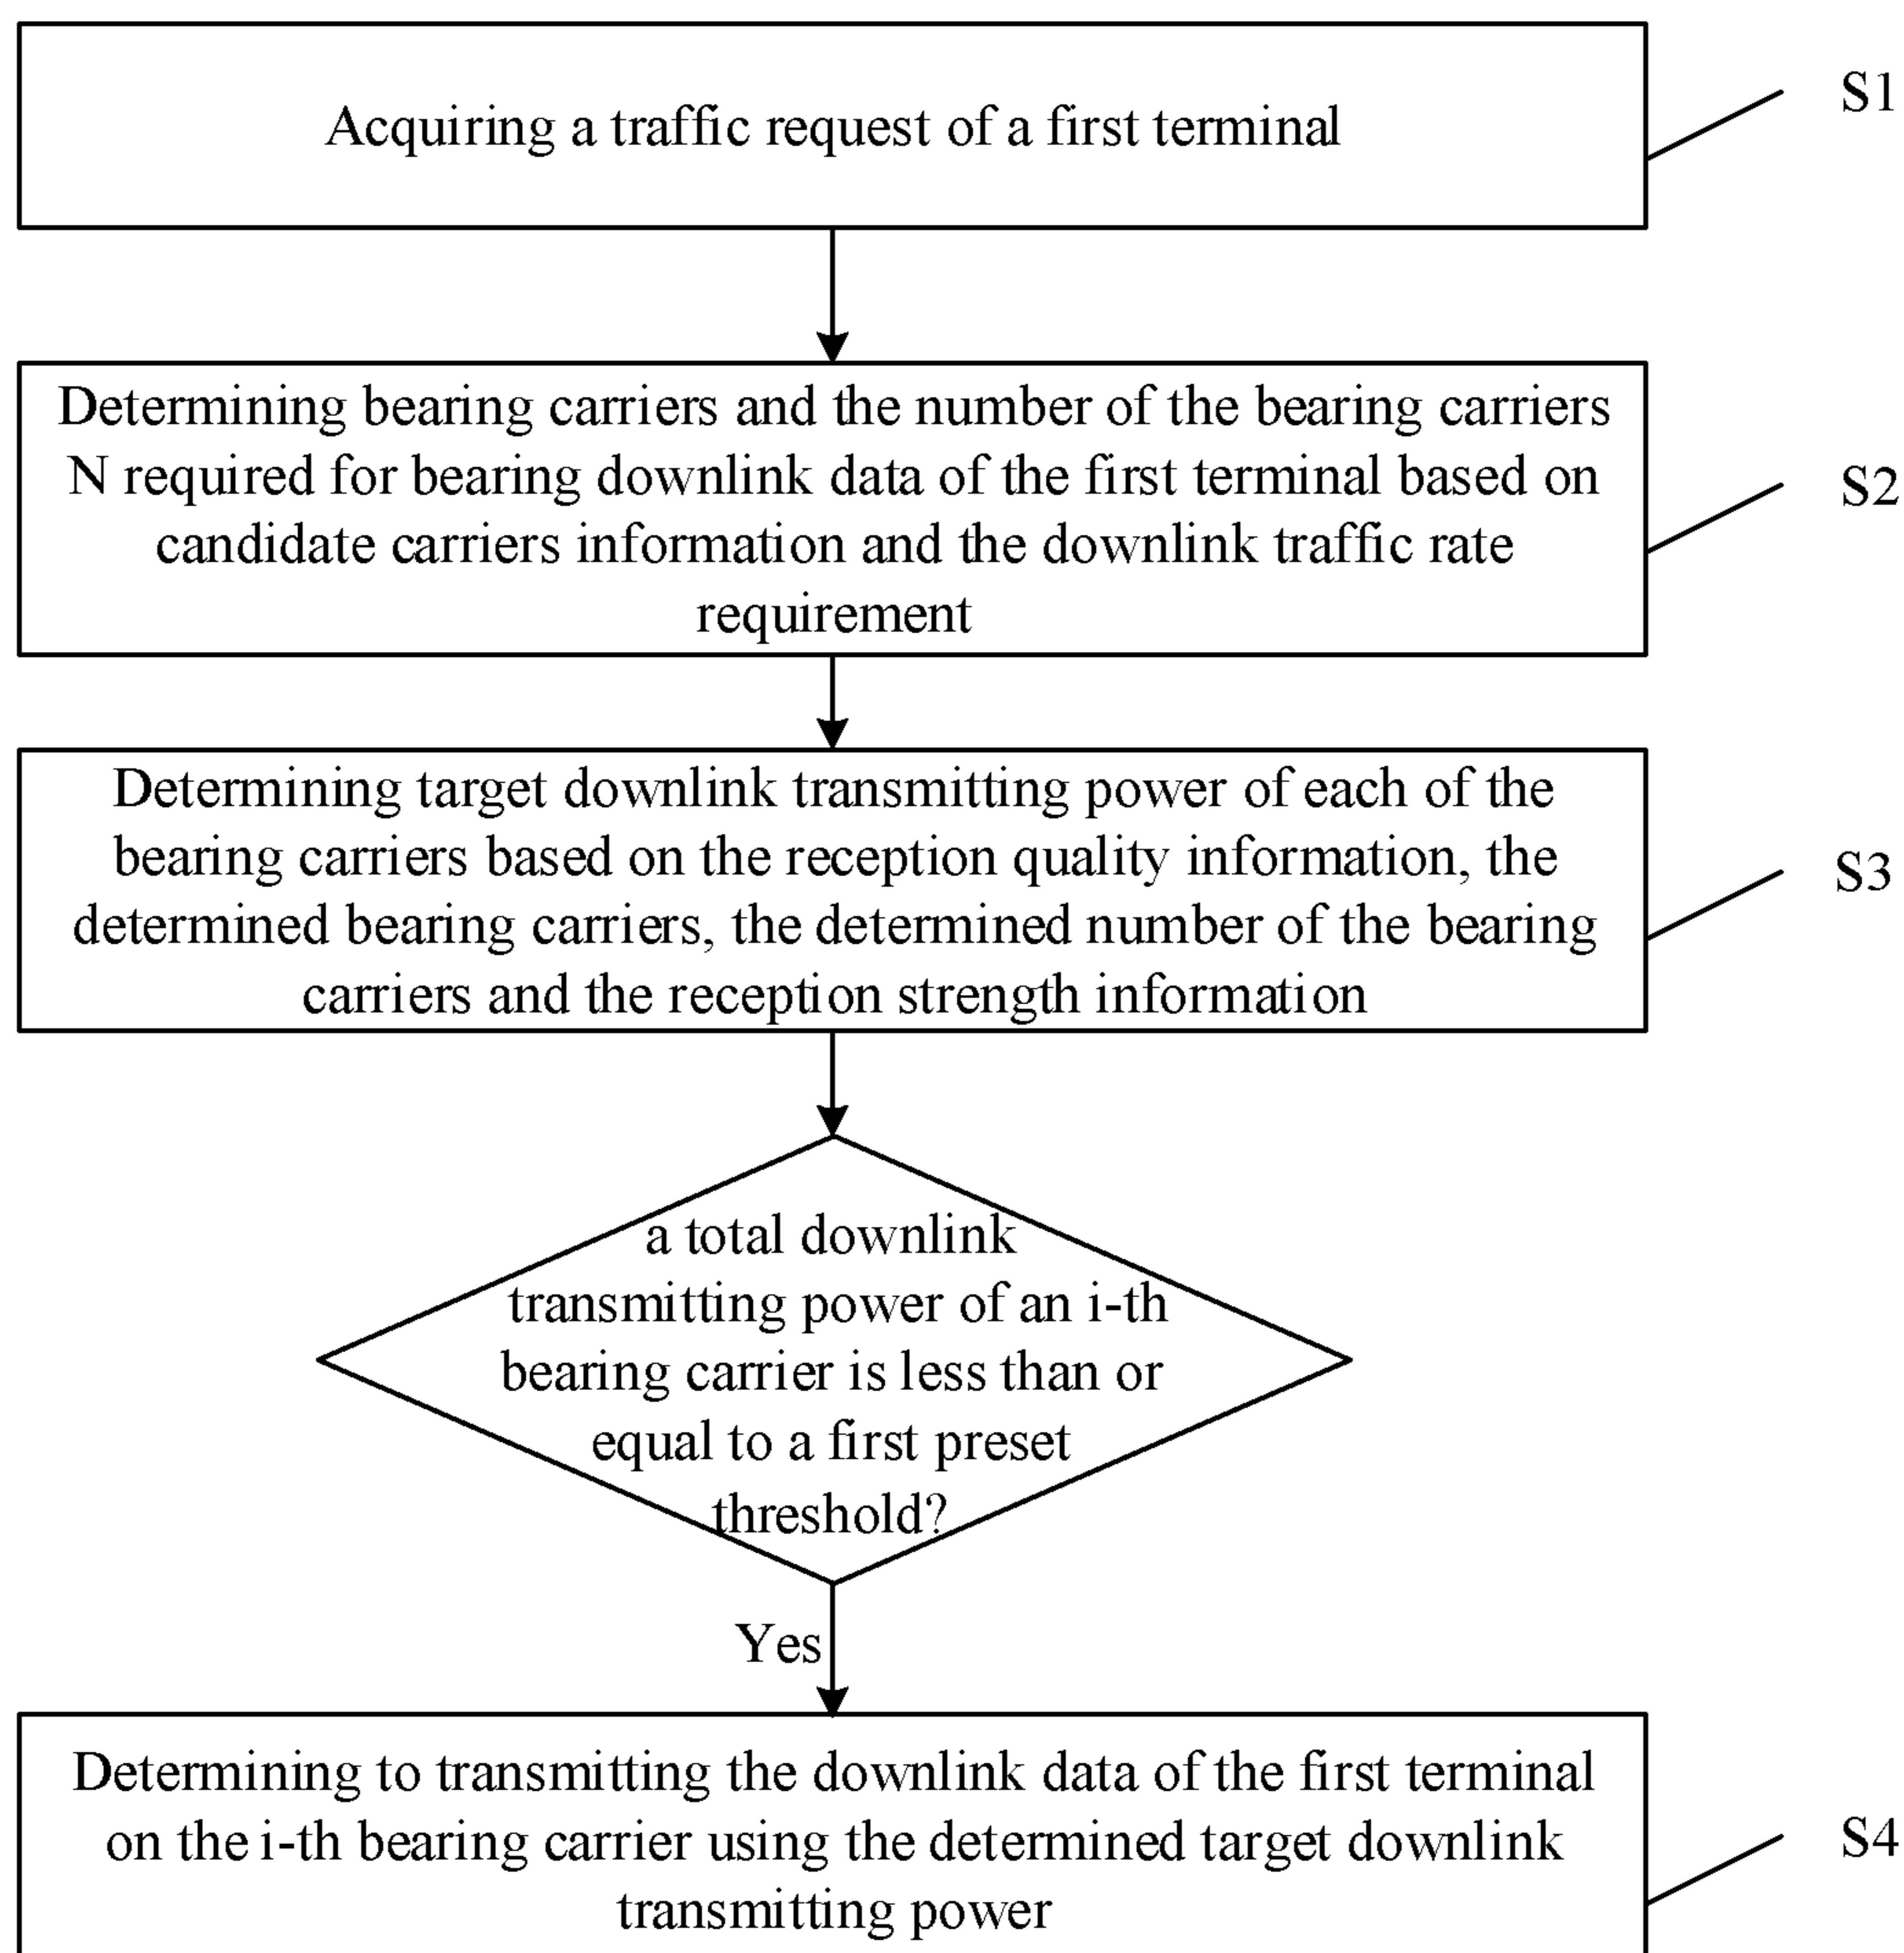 Acquiring a traffic request of a first terminal
S1
Determining bearing carriers and the number of the bearing carriers
N required for bearing downlink data of the first terminal based on
candidate carriers information and the downlink traffic rate
requirement
S2
Determining target downlink transmitting power of each of the
bearing carriers based on the reception quality information, the
determined bearing carriers, the determined number of the bearing
carriers and the reception strength information
S3
a total downlink
transmitting power of an i-th
bearing carrier is less than or
equal to a first preset
threshold?
Yes
Determining to transmitting the downlink data of the first terminal
on the i-th bearing carrier using the determined target downlink
transmitting power
S4